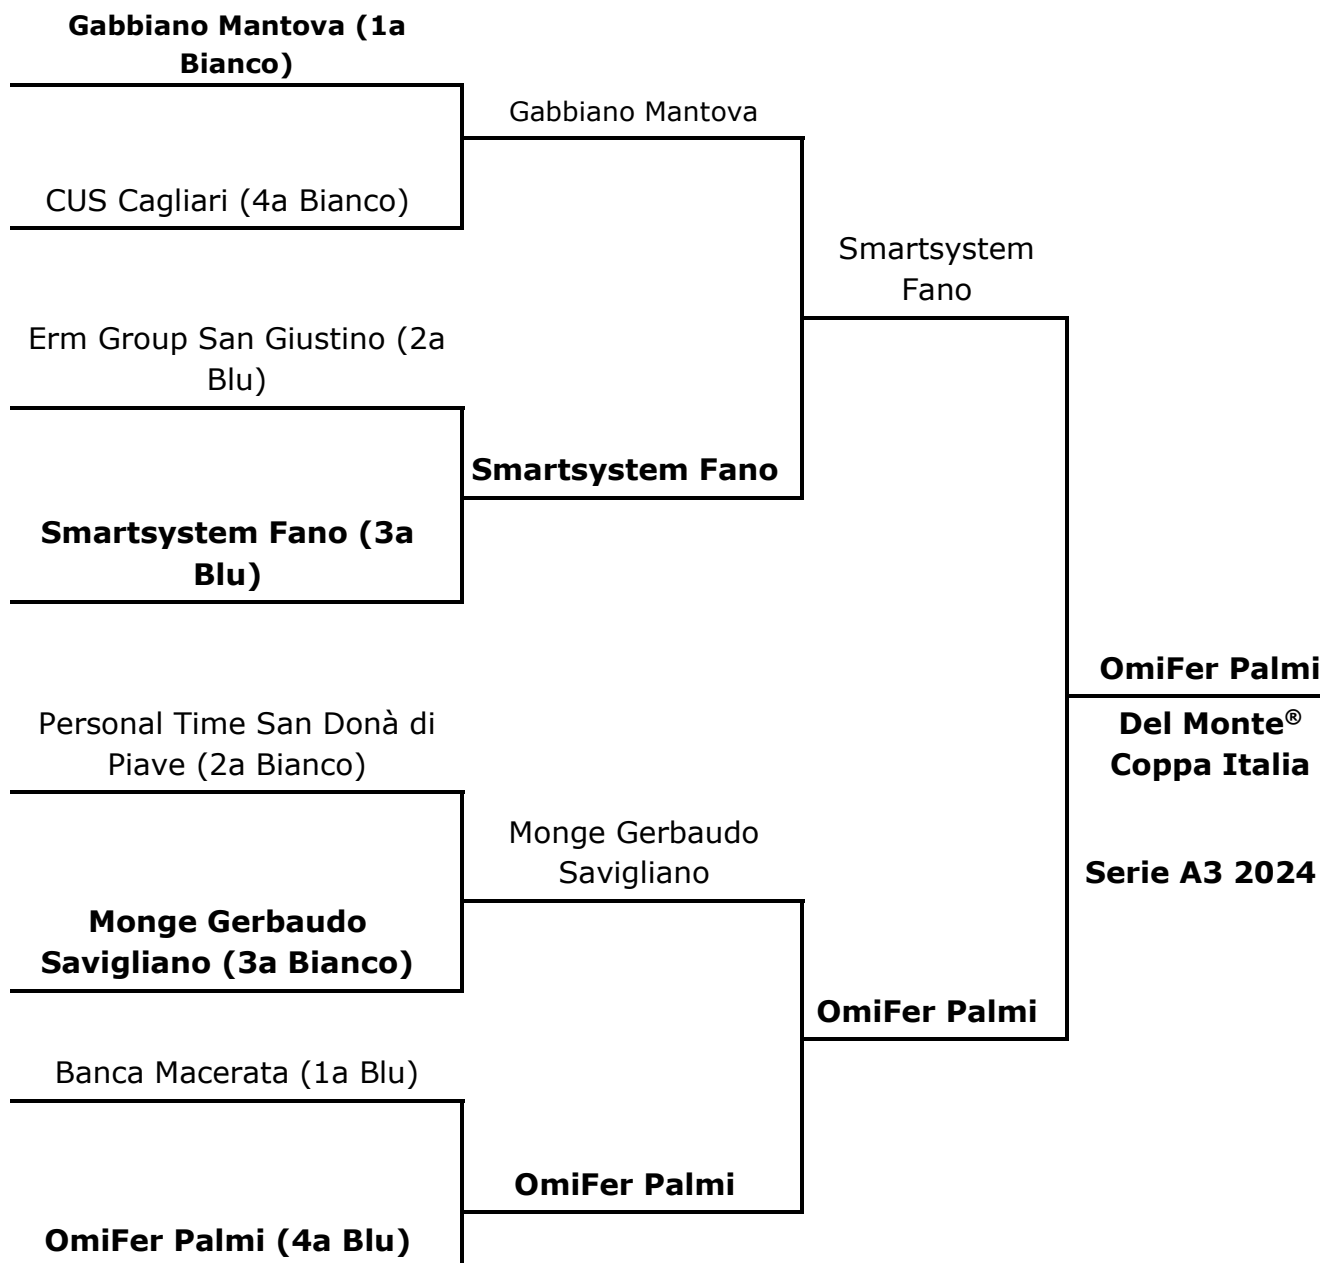 Gabbiano Mantova (1a
Bianco)
Gabbiano Mantova
CUS Cagliari (4a Bianco)
Smartsystem
Fano
Erm Group San Giustino (2a
Blu)
Smartsystem Fano
Smartsystem Fano (3a
Blu)
OmiFer Palmi
Del Monte®
Coppa Italia
Serie A3 2024
Personal Time San Donà di
Piave (2a Bianco)
Monge Gerbaudo
Savigliano
Monge Gerbaudo
Savigliano (3a Bianco)
OmiFer Palmi
Banca Macerata (1a Blu)
OmiFer Palmi
OmiFer Palmi (4a Blu)